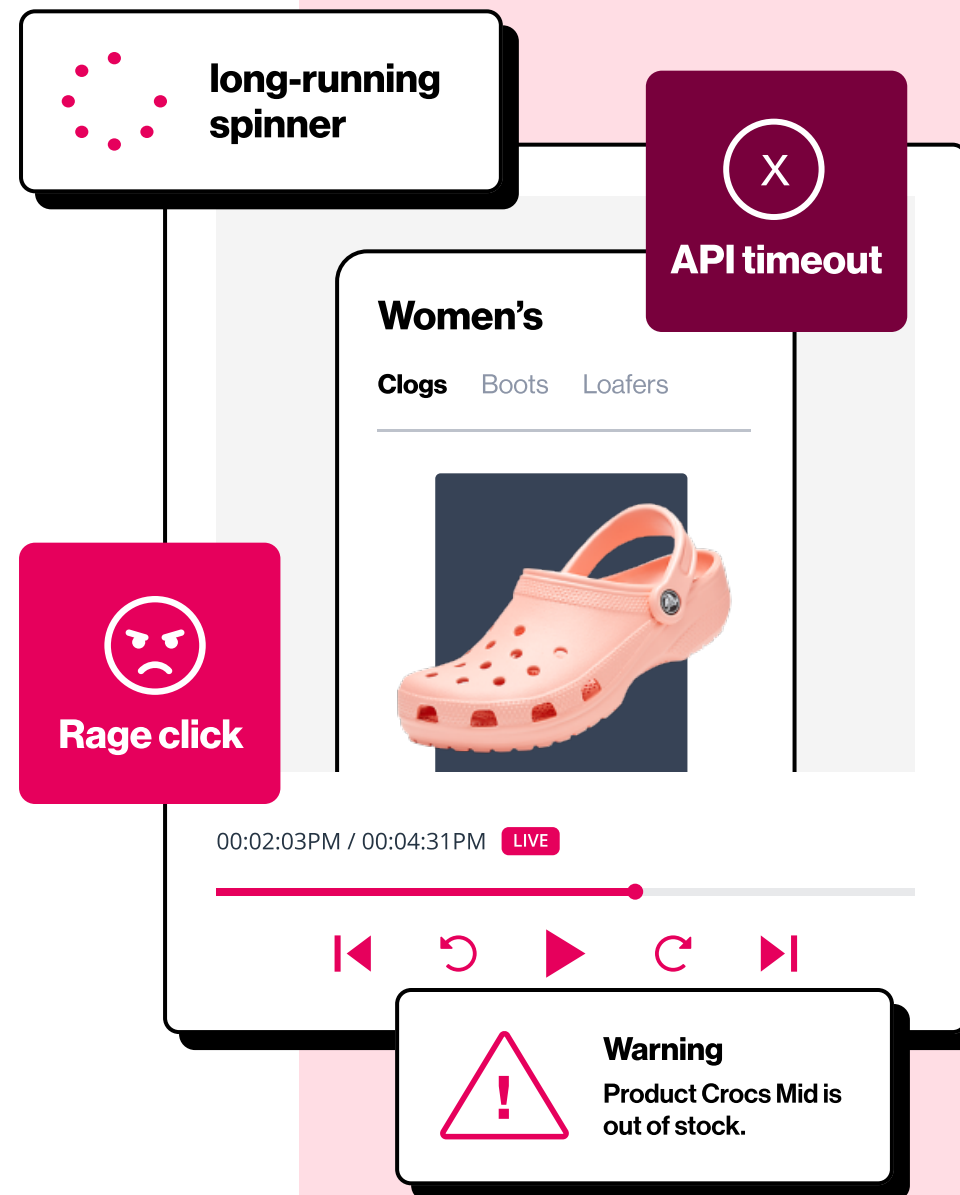 long-running
spinner
X
API timeout
Women’s
Clogs Boots Loafers
Rage click
00:02:03PM / 00:04:31PM LIVE
Warning
Product Crocs Mid is
out of stock.